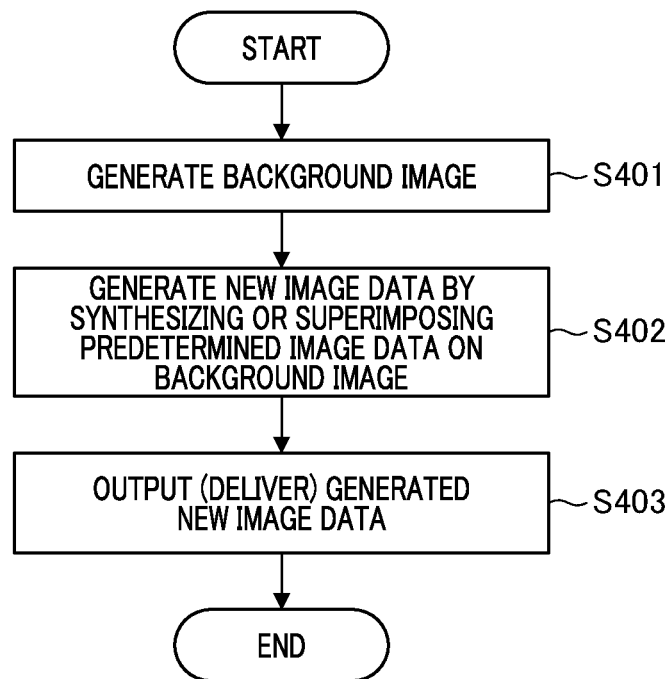 START
GENERATE BACKGROUND IMAGE
S401
GENERATE NEW IMAGE DATA BY
SYNTHESIZING OR SUPERIMPOSING
PREDETERMINED IMAGE DATA ON
BACKGROUND IMAGE
S402
OUTPUT (DELIVER) GENERATED
NEW IMAGE DATA
S403
END